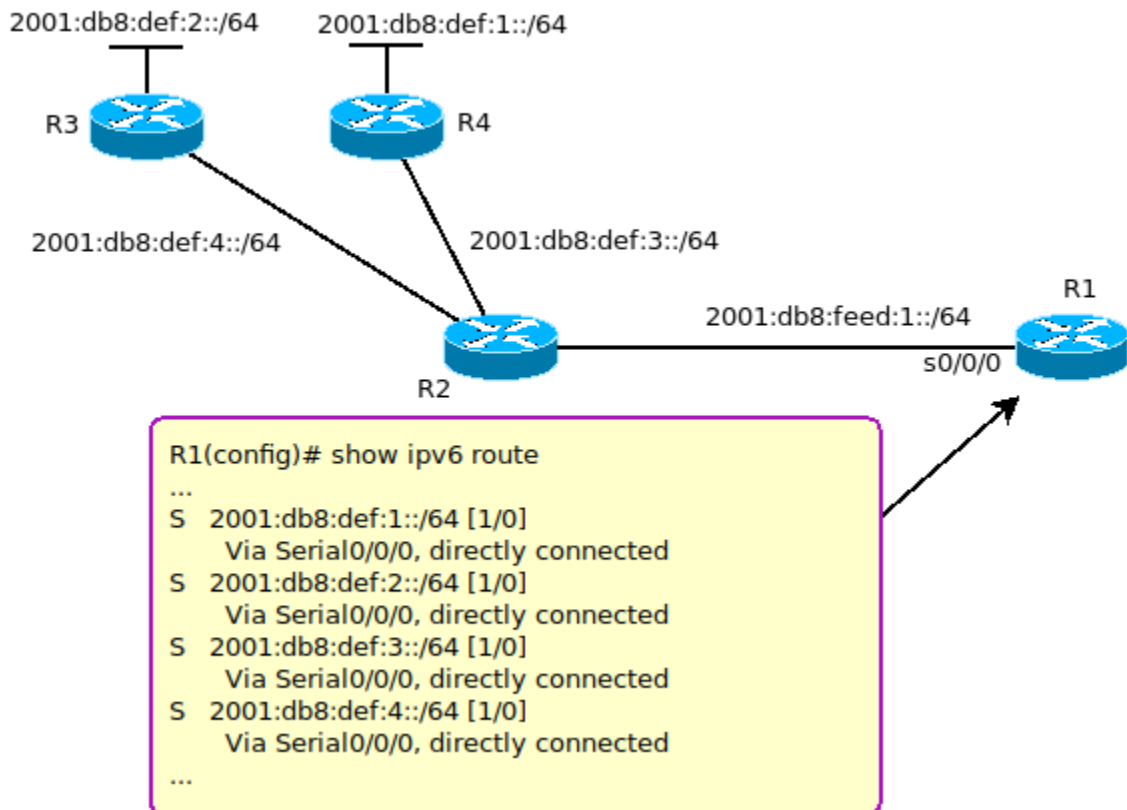 2001:db8:def:2::/64
2001:db8:def:1::/64
R3
R4
2001:db8:def:4::/64
2001:db8:def:3::/64
R1
2001:db8:feed:1::/64
s0/0/0
R2
R1(config)# show ipv6 route
...
S 2001:db8:def:1::/64 [1/0]
Via Serial0/0/0, directly connected
S 2001:db8:def:2::/64 [1/0]
Via Serial0/0/0, directly connected
S 2001:db8:def:3::/64 [1/0]
Via Serial0/0/0, directly connected
S 2001:db8:def:4::/64 [1/0]
Via Serial0/0/0, directly connected
...